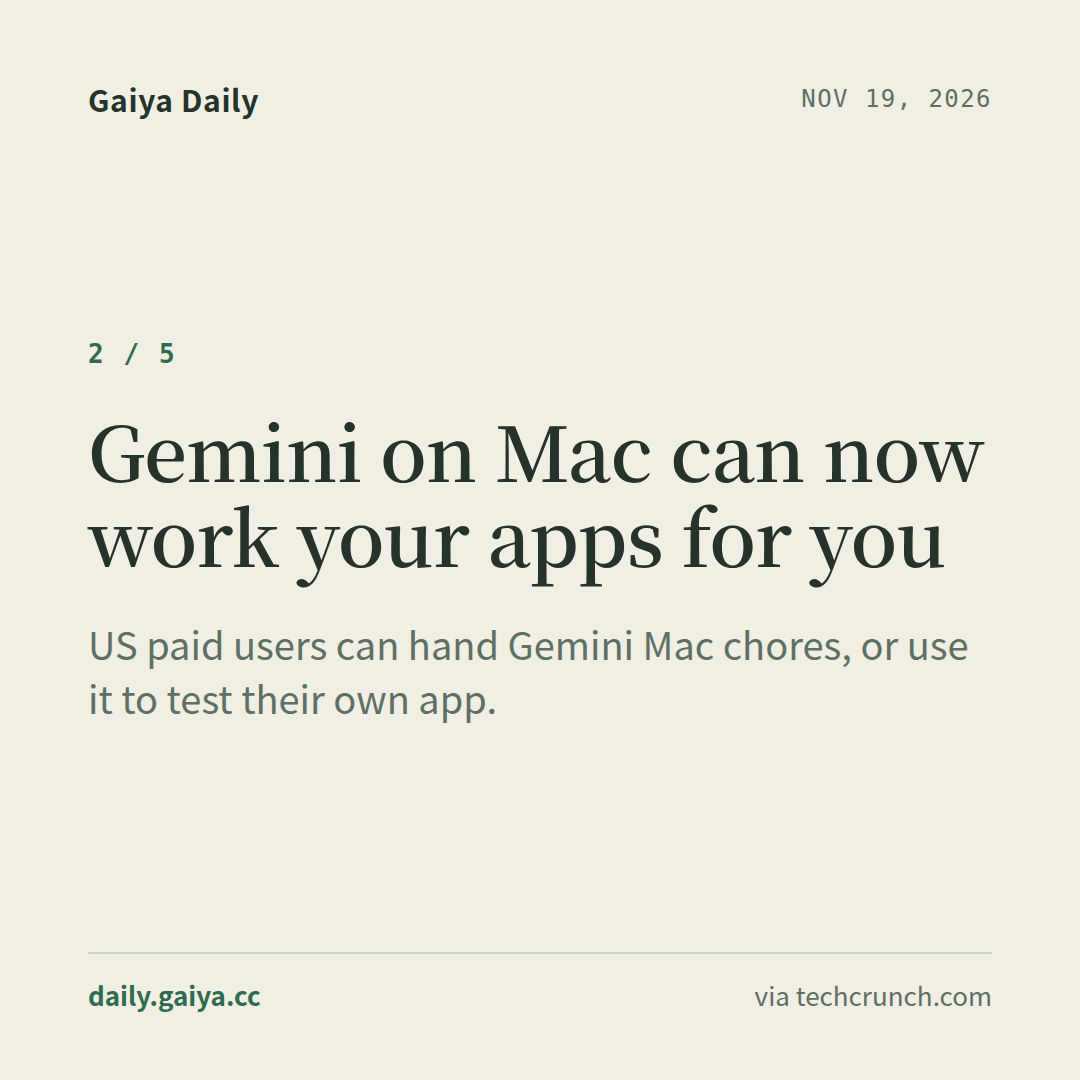 Gaiya Daily
NOV 19, 2026
2 / 5
Gemini on Mac can now
work your apps for you
US paid users can hand Gemini Mac chores, or use
it to test their own app.
daily.gaiya.cc
via techcrunch.com